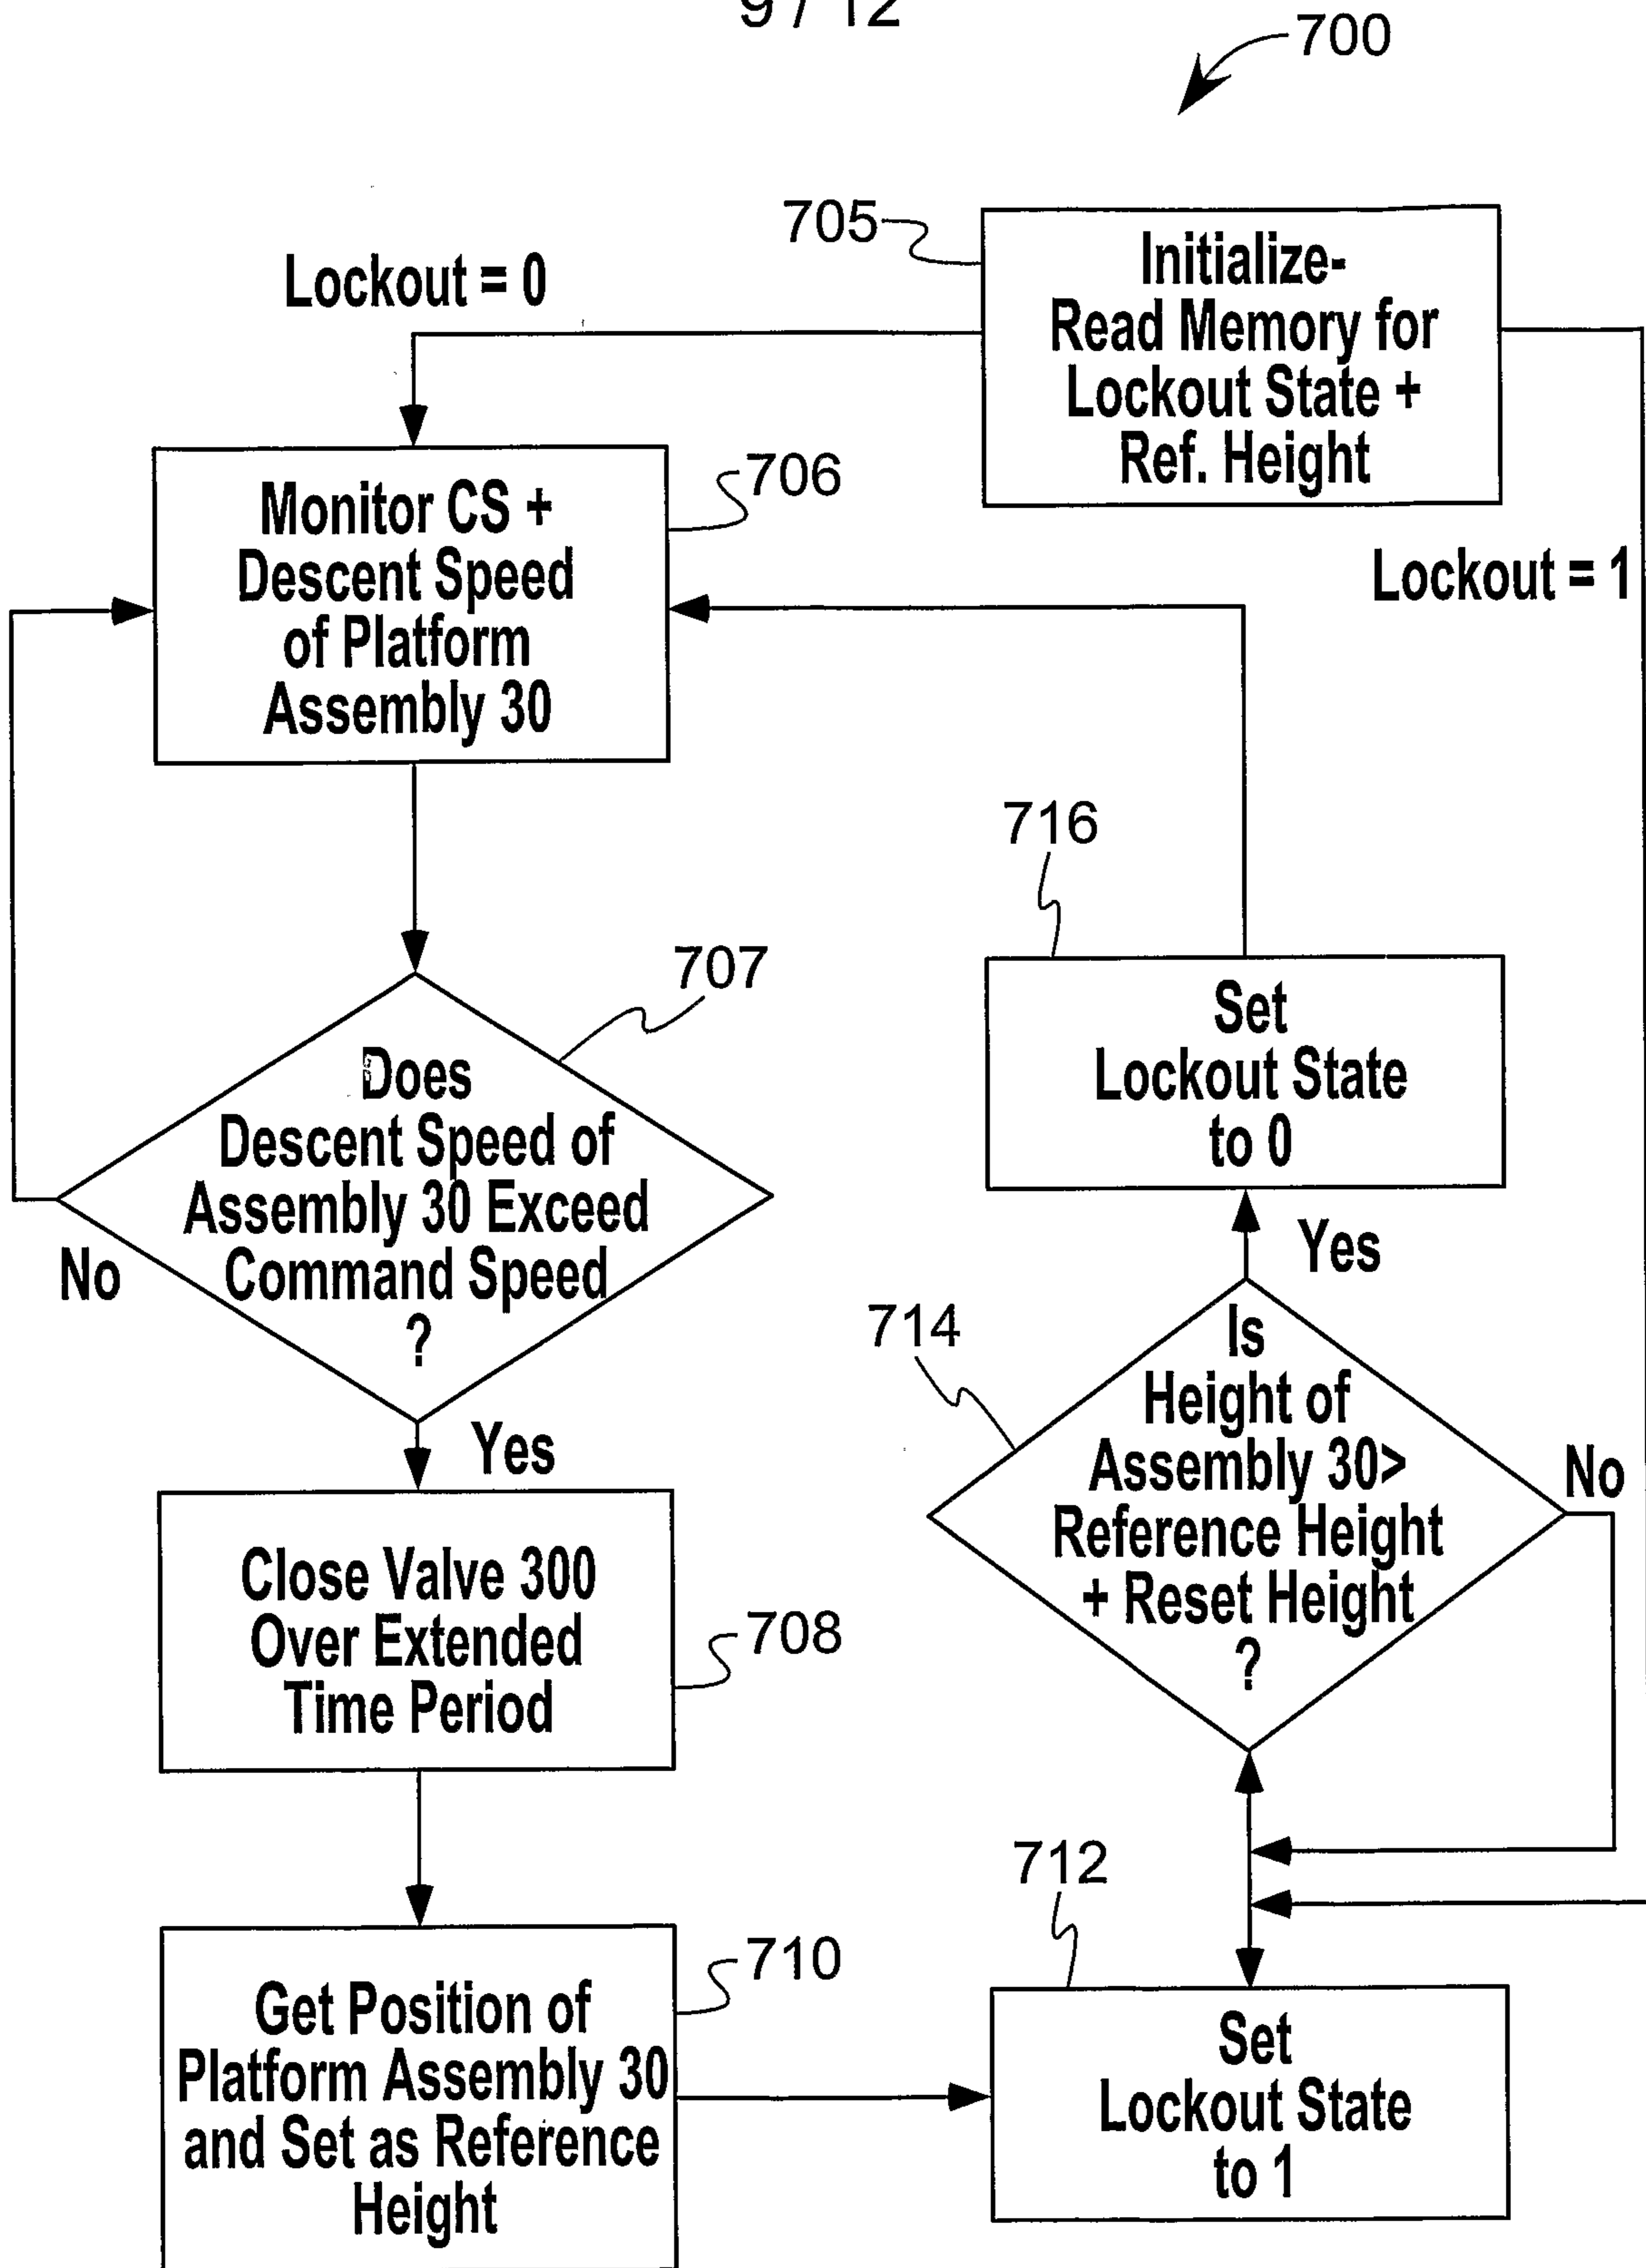 9 / 12
700
705
Initialize-
Read Memory for
Lockout State +
Ref. Height
Lockout = 0
Lockout = 1
706
Monitor CS +
Descent Speed
of Platform
Assembly 30
707
Does
Descent Speed of
Assembly 30 Exceed
Command Speed
?
No
Yes
708
Close Valve 300
Over Extended
Time Period
710
Get Position of
Platform Assembly 30
and Set as Reference
Height
712
Set
Lockout State
to 1
714
Is
Height of
Assembly 30>
Reference Height
+ Reset Height
?
No
Yes
716
Set
Lockout State
to 0